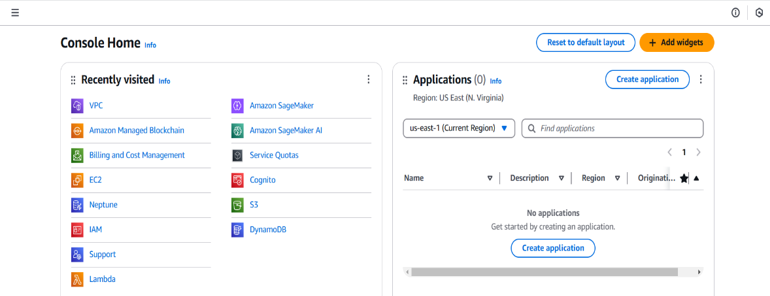 Console Home Info
Reset to default layout
+ Add widgets
Recently visited Info
VPC
Amazon Managed Blockchain
Billing and Cost Management
EC2
Neptune
IAM
Support
Lambda
Amazon SageMaker
Amazon SageMaker AI
Service Quotas
Cognito
S3
DynamoDB
Applications (0) Info
Create application
Region: US East (N. Virginia)
us-east-1 (Current Region)
Find applications
1
Name Description Region Originati...
No applications
Get started by creating an application.
Create application